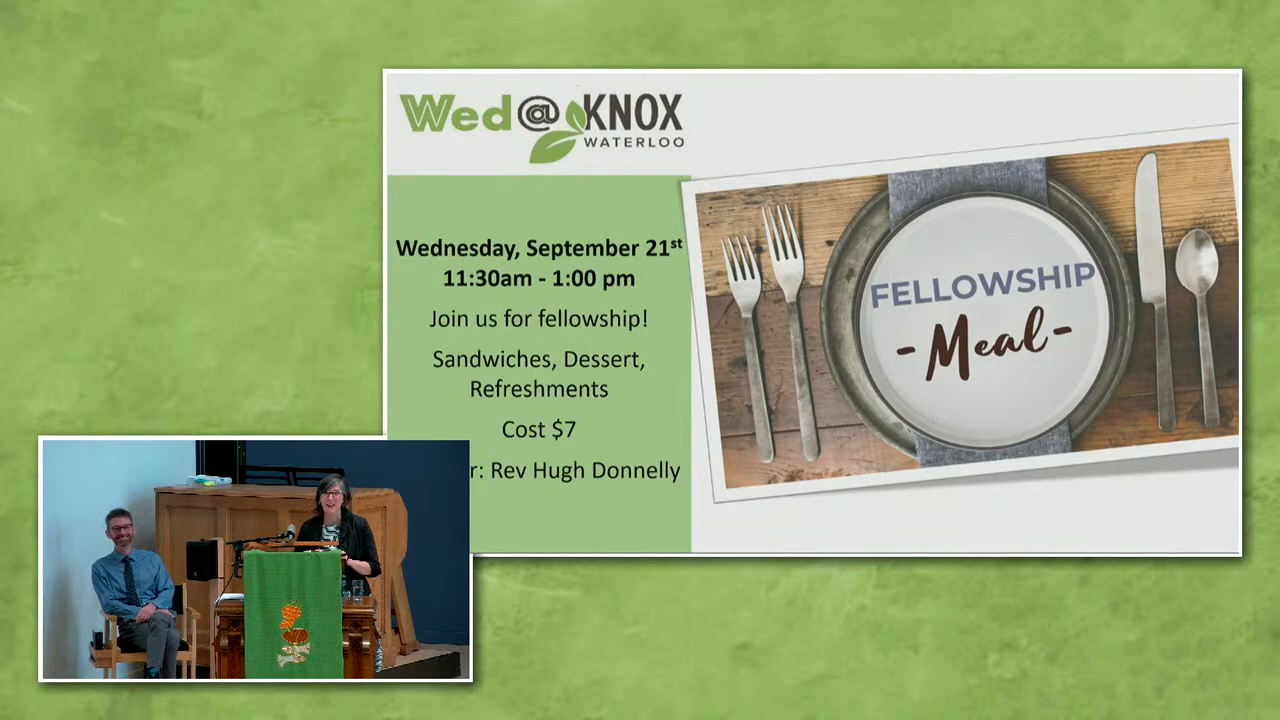 Wed@KNOX
WATERLOO
Wednesday, September 21st
11:30am - 1:00 pm
Join us for fellowship!
Sandwiches, Dessert,
Refreshments
Cost $7
r: Rev Hugh Donnelly
FELLOWSHIP
- Meal -